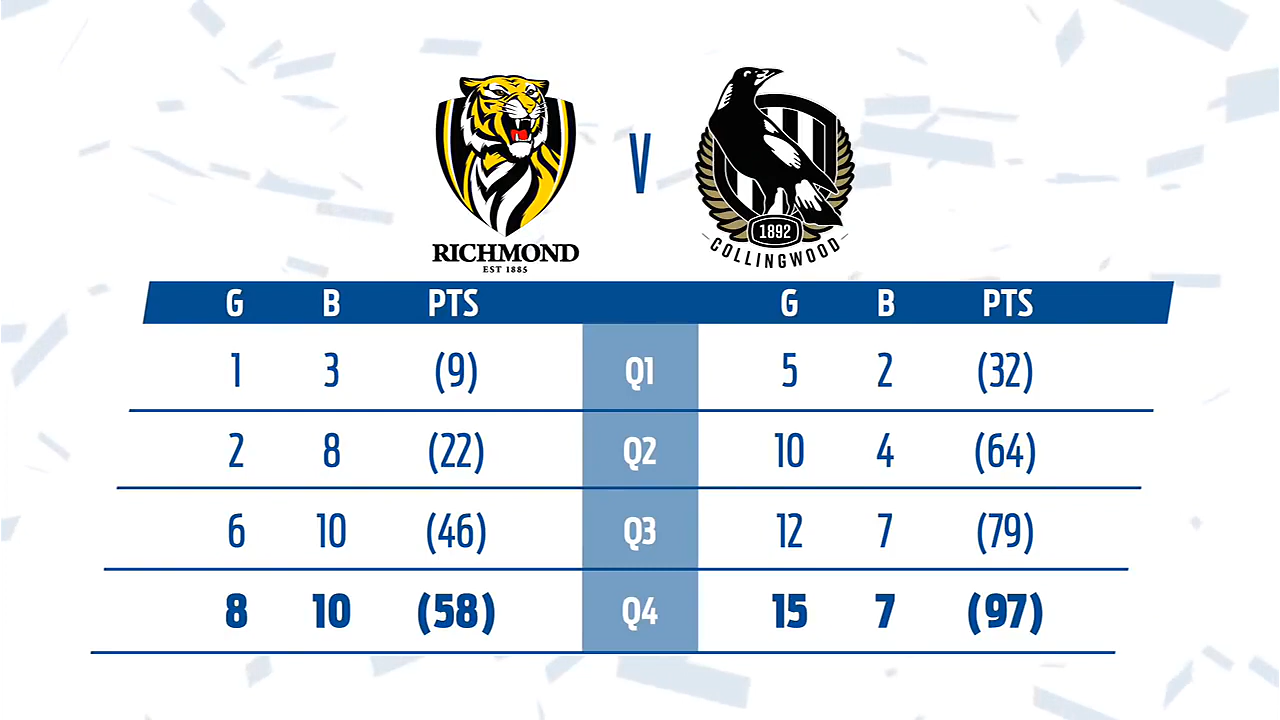 V
1892
COLLINGWOOD
RICHMOND
EST 1885
G B PTS G B PTS
1 3 (9) Q1 5 2 (32)
2 8 (22) Q2 10 4 (64)
6 10 (46) Q3 12 7 (79)
8 10 (58) Q4 15 7 (97)